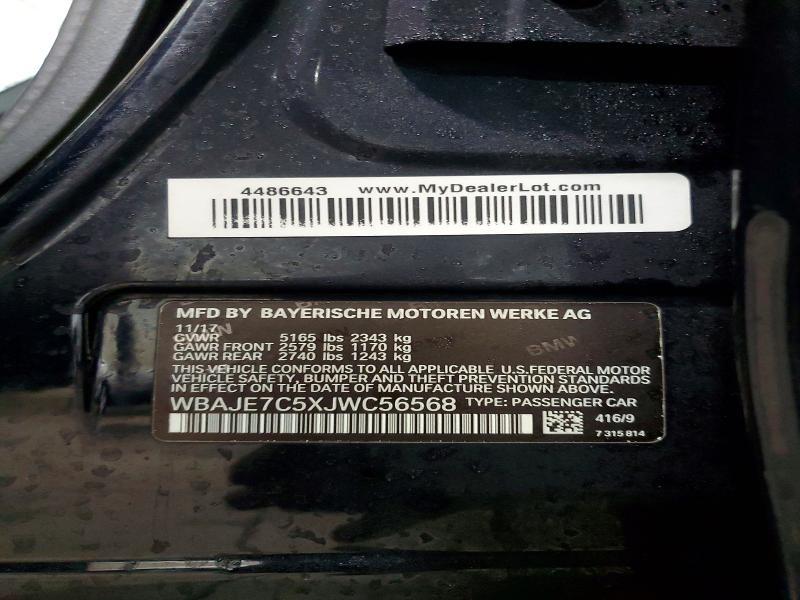 4486643 www.MyDealerLot.com
MFD BY BAYERISCHE MOTOREN WERKE AG
11/17
GVWR 5165 lbs 2343 kg
GAWR FRONT 2579 lbs 1170 kg
GAWR REAR 2740 lbs 1243 kg
THIS VEHICLE CONFORMS TO ALL APPLICABLE U.S.FEDERAL MOTOR
VEHICLE SAFETY, BUMPER AND THEFT PREVENTION STANDARDS
IN EFFECT ON THE DATE OF MANUFACTURE SHOWN ABOVE.
WBAJE7C5XJWC56568 TYPE: PASSENGER CAR
416/9
7 315 814
BMW